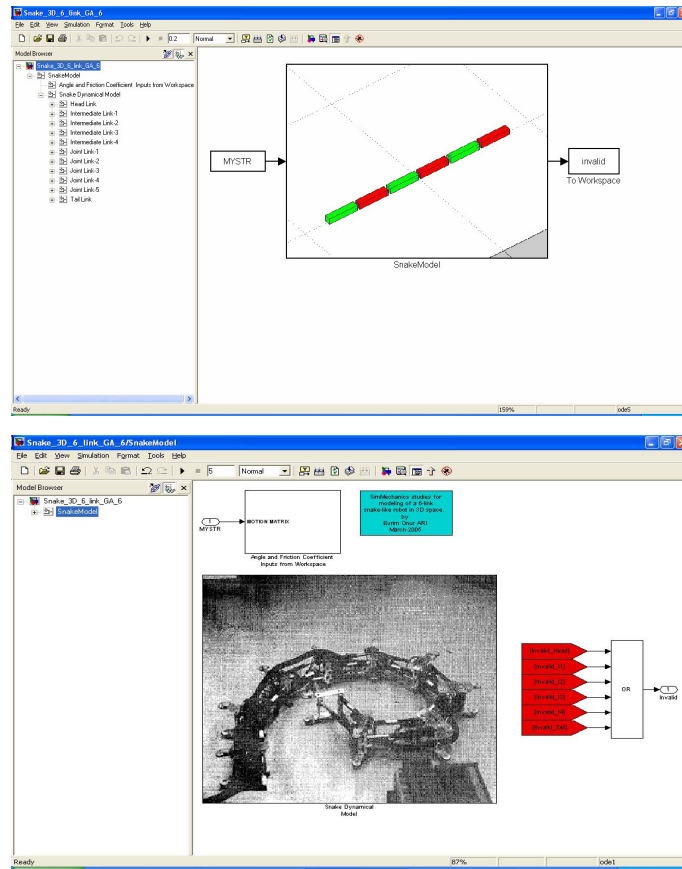 Snake_3D_6_link_GA_6
File Edit View Simulation Format Tools Help
0.2 Normal
Model Browser
Snake_3D_6_link_GA_6
SnakeModel
Angle and Friction Coefficient Inputs from Workspace
Snake Dynamical Model
Head Link
Intermediate Link-1
Intermediate Link-2
Intermediate Link-3
Intermediate Link-4
Joint Link-1
Joint Link-2
Joint Link-3
Joint Link-4
Joint Link-5
Tail Link
MYSTR
invalid
To Workspace
SnakeModel
Ready 159% ode5
Snake_3D_6_link_GA_6/SnakeModel
File Edit View Simulation Format Tools Help
5 Normal
Model Browser
Snake_3D_6_link_GA_6
SnakeModel
1
MYSTR
MOTION MATRIX
Angle and Friction Coefficient
Inputs from Workspace
SimMechanics studies for
modeling of a 6-link
snake-like robot in 3D space.
by
Evrim Onur ARI
March-2005
[Invalid_Head]
[Invalid_I1]
[Invalid_I2]
[Invalid_I3]
[Invalid_I4]
[Invalid_Tail]
OR
1
Invalid
Snake Dynamical
Model
Ready 87% ode1